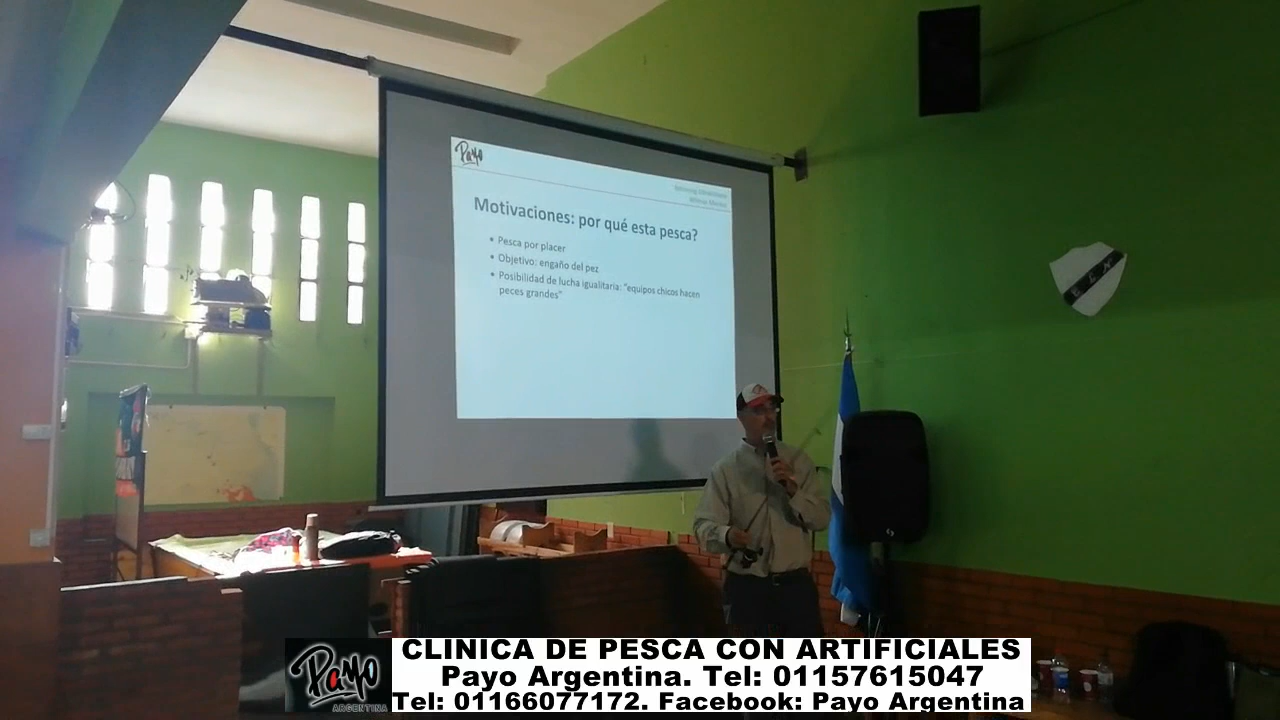 Payo
Motivaciones: por qué esta pesca?
• Pesca por placer
• Objetivo: engaño del pez
• Posibilidad de lucha igualitaria: "equipos chicos hacen
peces grandes"
PAYO
ARGENTINA
CLINICA DE PESCA CON ARTIFICIALES
Payo Argentina. Tel: 01157615047
Tel: 01166077172. Facebook: Payo Argentina